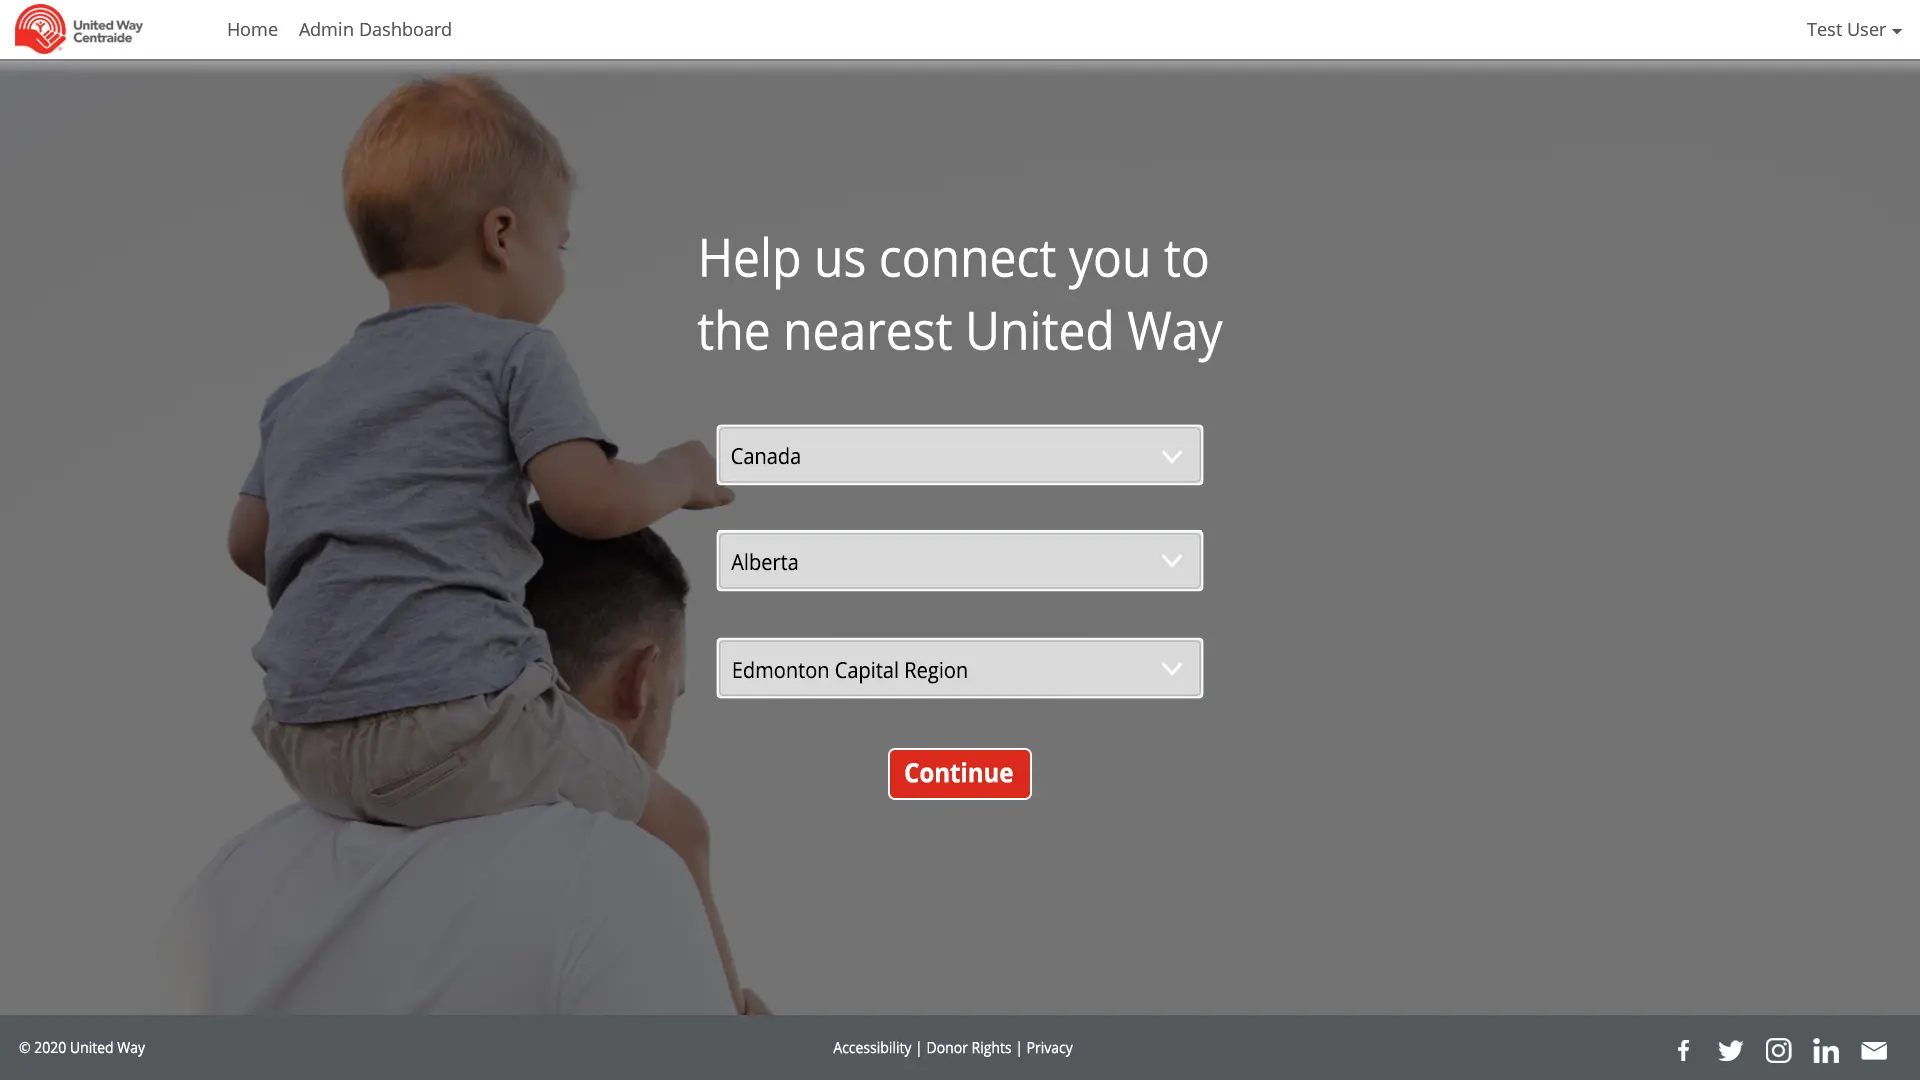 United Way
Centraide
Home
Admin Dashboard
Test User
Help us connect you to
the nearest United Way
Canada
Alberta
Edmonton Capital Region
Continue
© 2020 United Way
Accessibility | Donor Rights | Privacy